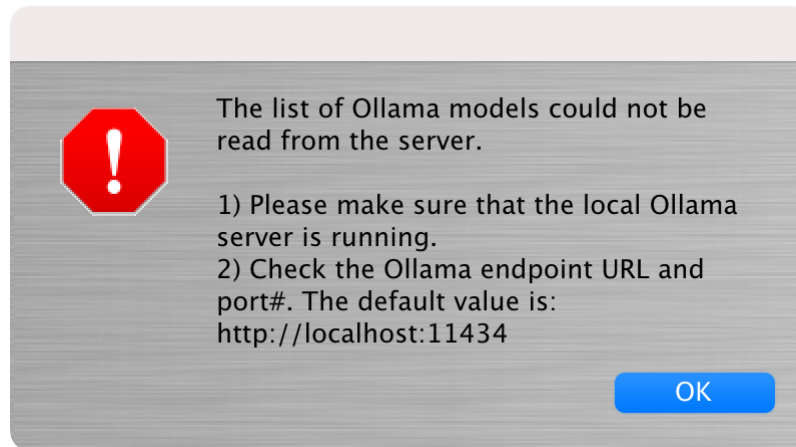 The list of Ollama models could not be
read from the server.
1) Please make sure that the local Ollama
server is running.
2) Check the Ollama endpoint URL and
port#. The default value is:
http://localhost:11434
OK